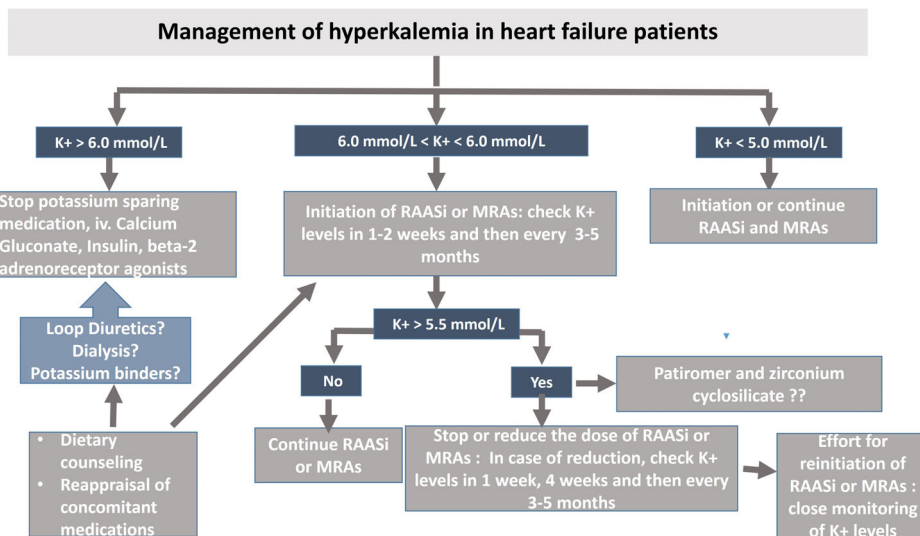 Management of hyperkalemia in heart failure patients
K+ > 6.0 mmol/L
6.0 mmol/L < K+ < 6.0 mmol/L
K+ < 5.0 mmol/L
Stop potassium sparing
medication, iv. Calcium
Gluconate, Insulin, beta-2
adrenoreceptor agonists
Initiation of RAASi or MRAs: check K+
levels in 1-2 weeks and then every 3-5
months
Initiation or continue
RAASi and MRAs
Loop Diuretics?
Dialysis?
Potassium binders?
K+ > 5.5 mmol/L
No
Yes
Patiromer and zirconium
cyclosilicate ??
• Dietary
counseling
• Reappraisal of
concomitant
medications
Continue RAASi
or MRAs
Stop or reduce the dose of RAASi or
MRAs : In case of reduction, check K+
levels in 1 week, 4 weeks and then every
3-5 months
Effort for
reinitiation of
RAASi or MRAs :
close monitoring
of K+ levels